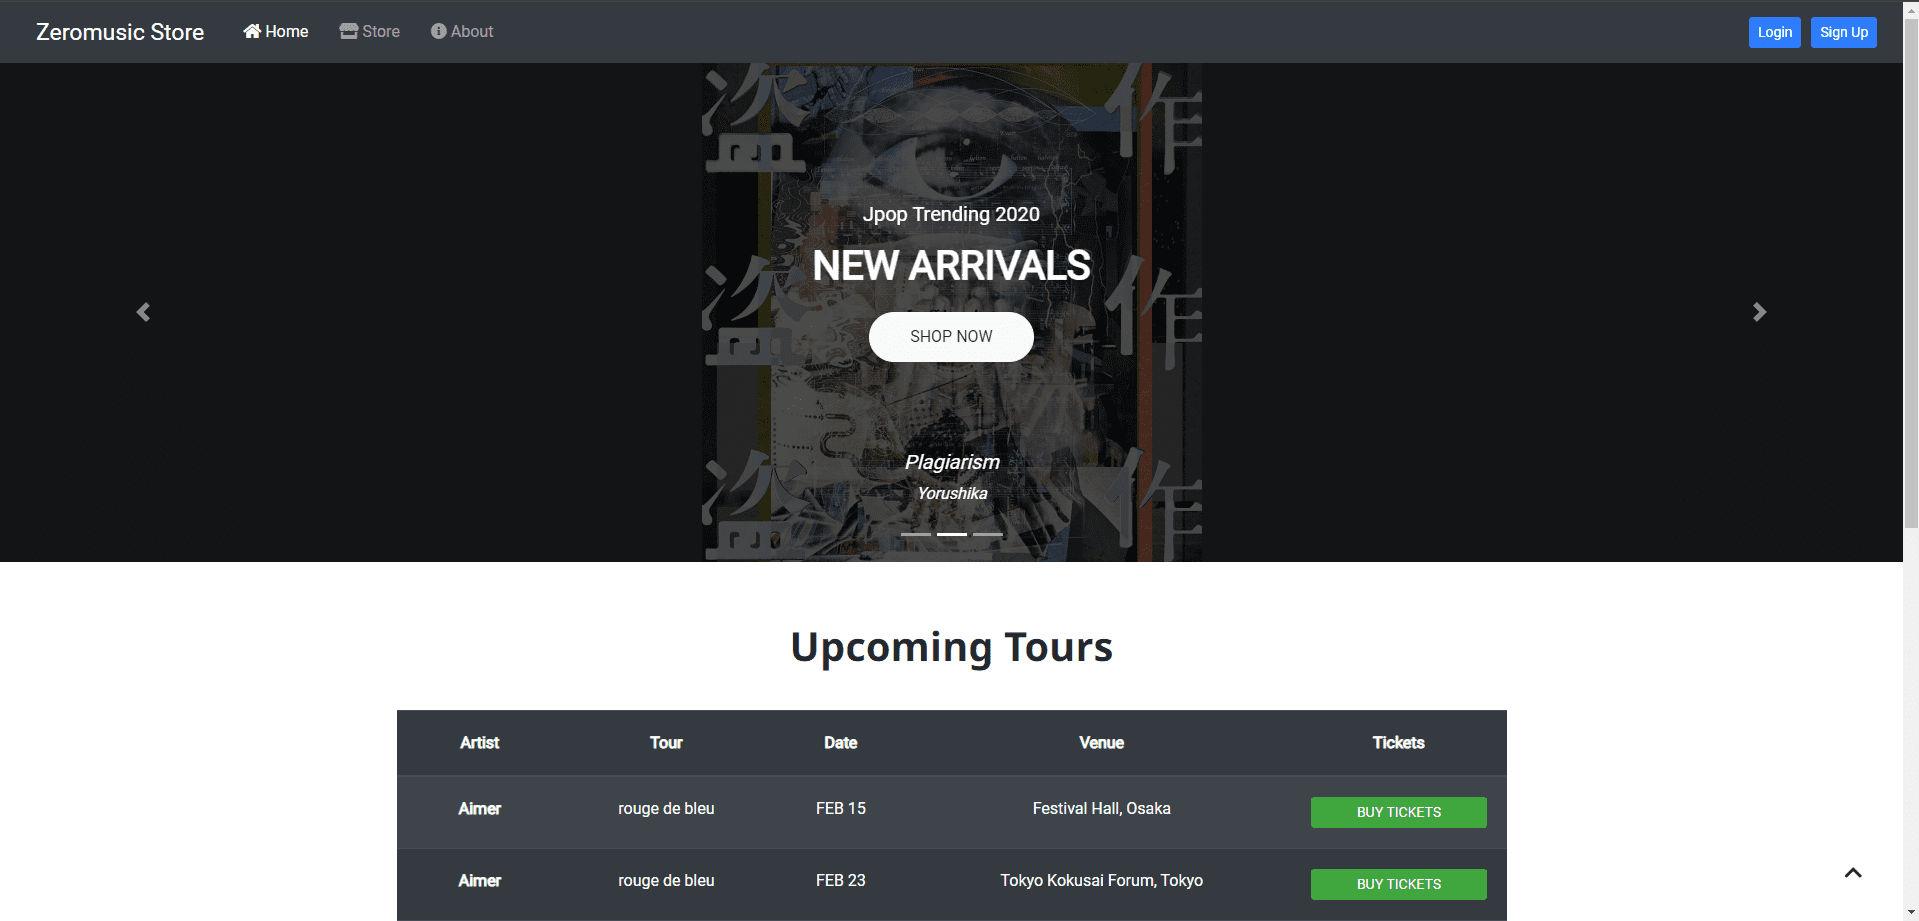 Zeromusic Store Home Store About Login Sign Up
盗 作
Jpop Trending 2020
NEW ARRIVALS
盗 作
SHOP NOW
Plagiarism
Yorushika
盗 作
Upcoming Tours
Artist Tour Date Venue Tickets
Aimer rouge de bleu FEB 15 Festival Hall, Osaka BUY TICKETS
Aimer rouge de bleu FEB 23 Tokyo Kokusai Forum, Tokyo BUY TICKETS